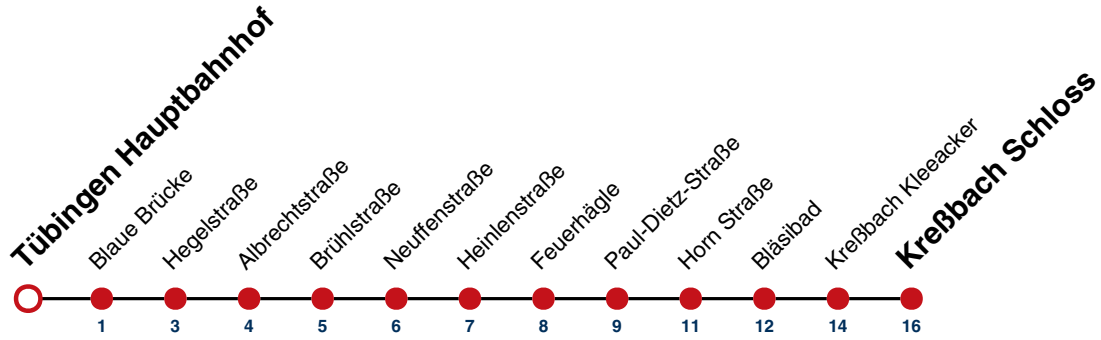 Tübingen Hauptbahnhof
Blaue Brücke
Hegelstraße
Albrechtstraße
Brühlstraße
Neuffenstraße
Heinlenstraße
Feuerhägle
Paul-Dietz-Straße
Horn Straße
Bläsibad
Kreßbach Kleeacker
Kreßbach Schloss
1 3 4 5 6 7 8 9 11 12 14 16